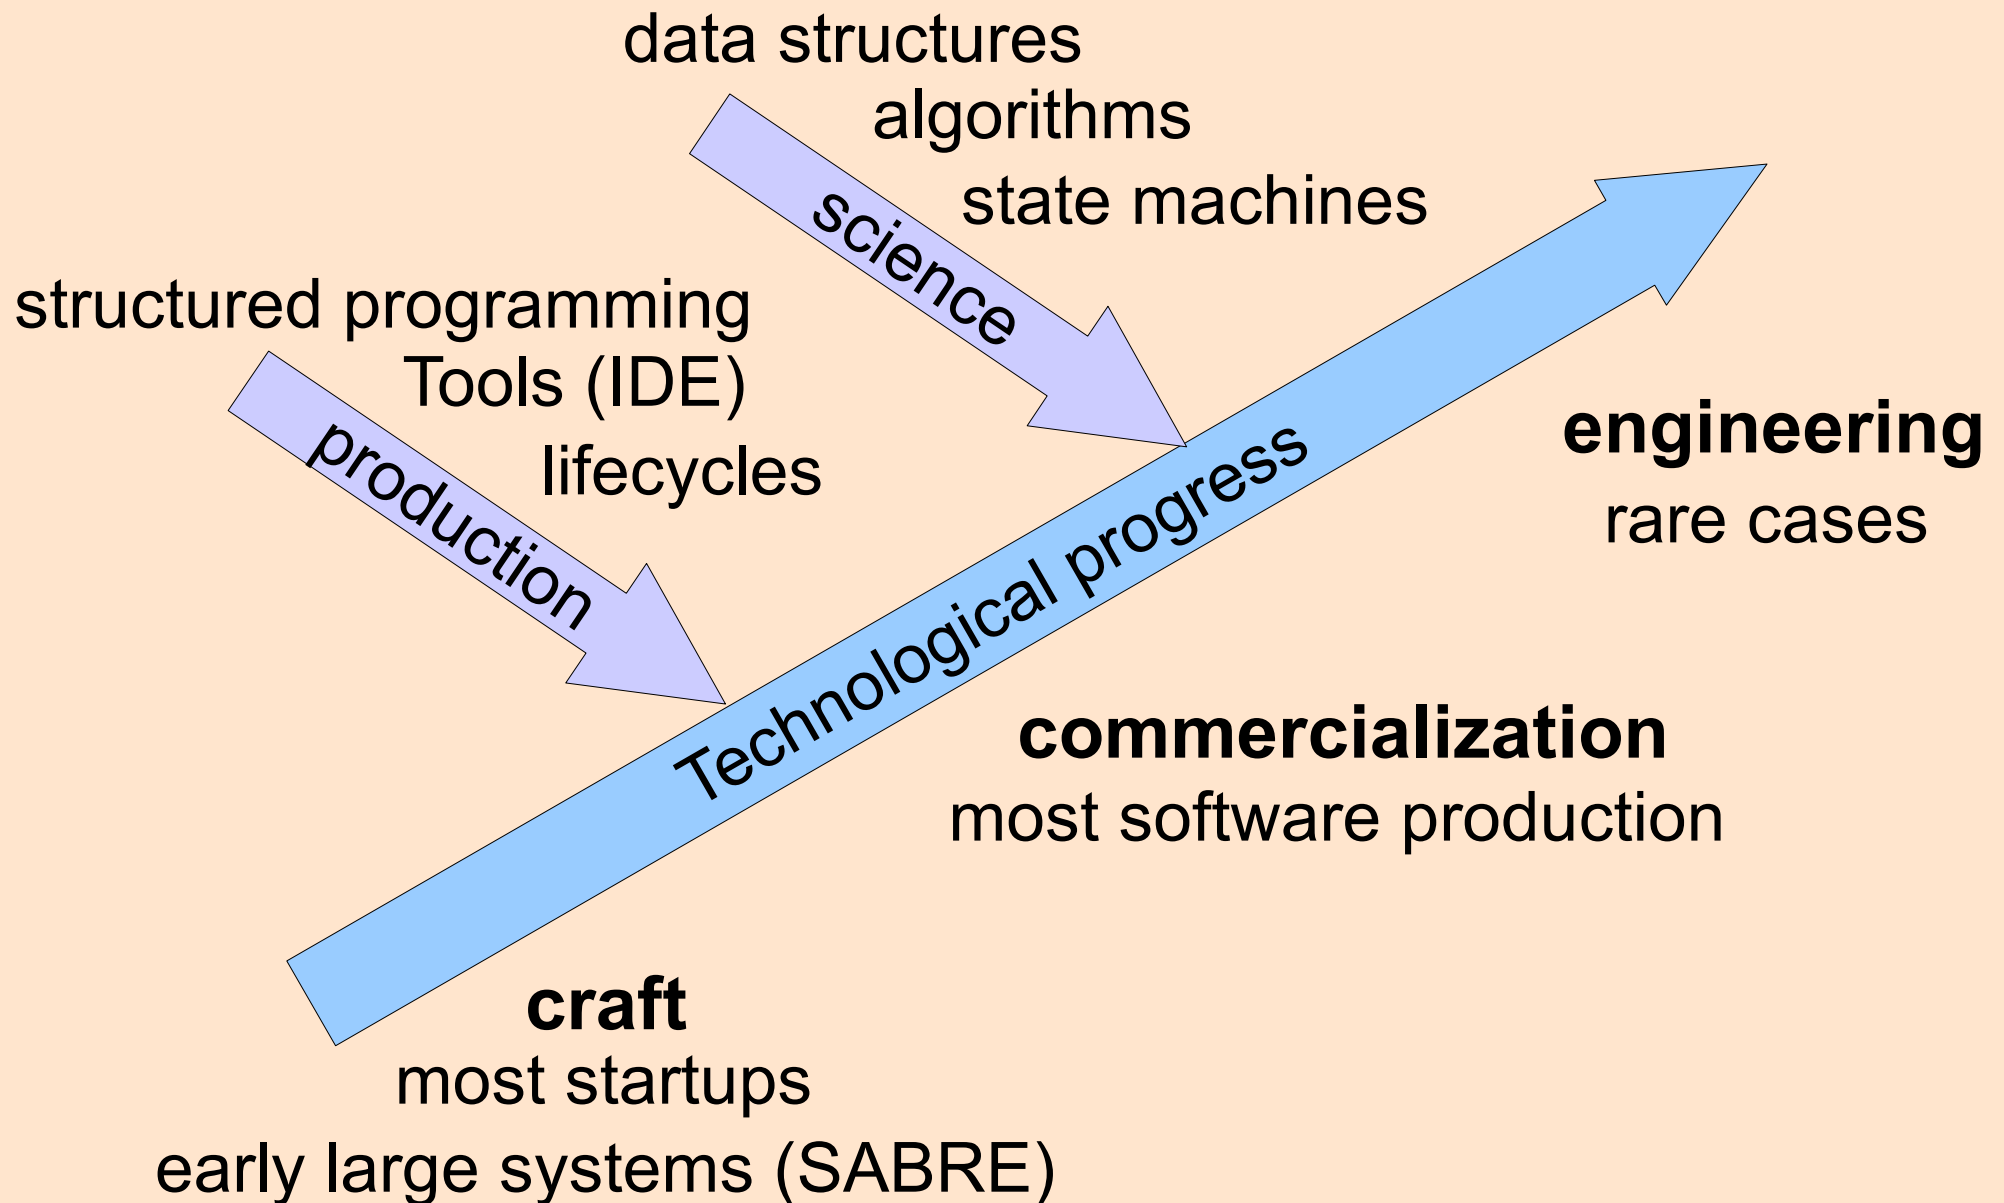 data structures
algorithms
state machines
science
structured programming
Tools (IDE)
lifecycles
production
Technological progress
engineering
rare cases
commercialization
most software production
craft
most startups
early large systems (SABRE)